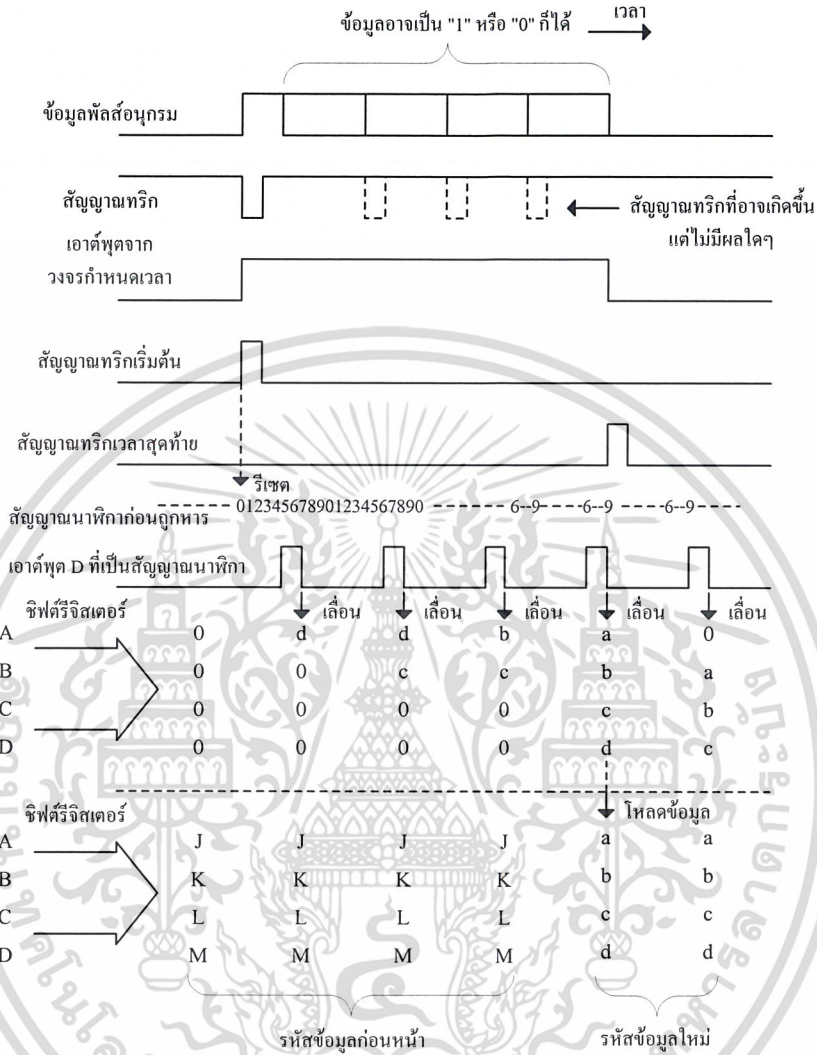 ข้อมูลอาจเป็น "1" หรือ "0" ก็ได้ เวลา
ข้อมูลพัลส์อนุกรม
สัญญาณทริก
สัญญาณทริกที่อาจเกิดขึ้น
แต่ไม่มีผลใดๆ
เอาต์พุตจาก
วงจรกำหนดเวลา
สัญญาณทริกเริ่มต้น
สัญญาณทริกเวลาสุดท้าย
รีเซต
สัญญาณนาฬิกาก่อนถูกหาร 012345678901234567890 6--9 6--9 6--9
เอาต์พุต D ที่เป็นสัญญาณนาฬิกา
ชิฟต์รีจิสเตอร์ เลื่อน เลื่อน เลื่อน เลื่อน เลื่อน
A 0 d d b a 0
B 0 0 c c b a
C 0 0 0 0 c b
D 0 0 0 0 d c
ชิฟต์รีจิสเตอร์ โหลดข้อมูล
A J J J J a a
B K K K K b b
C L L L L c c
D M M M M d d
รหัสข้อมูลก่อนหน้า รหัสข้อมูลใหม่